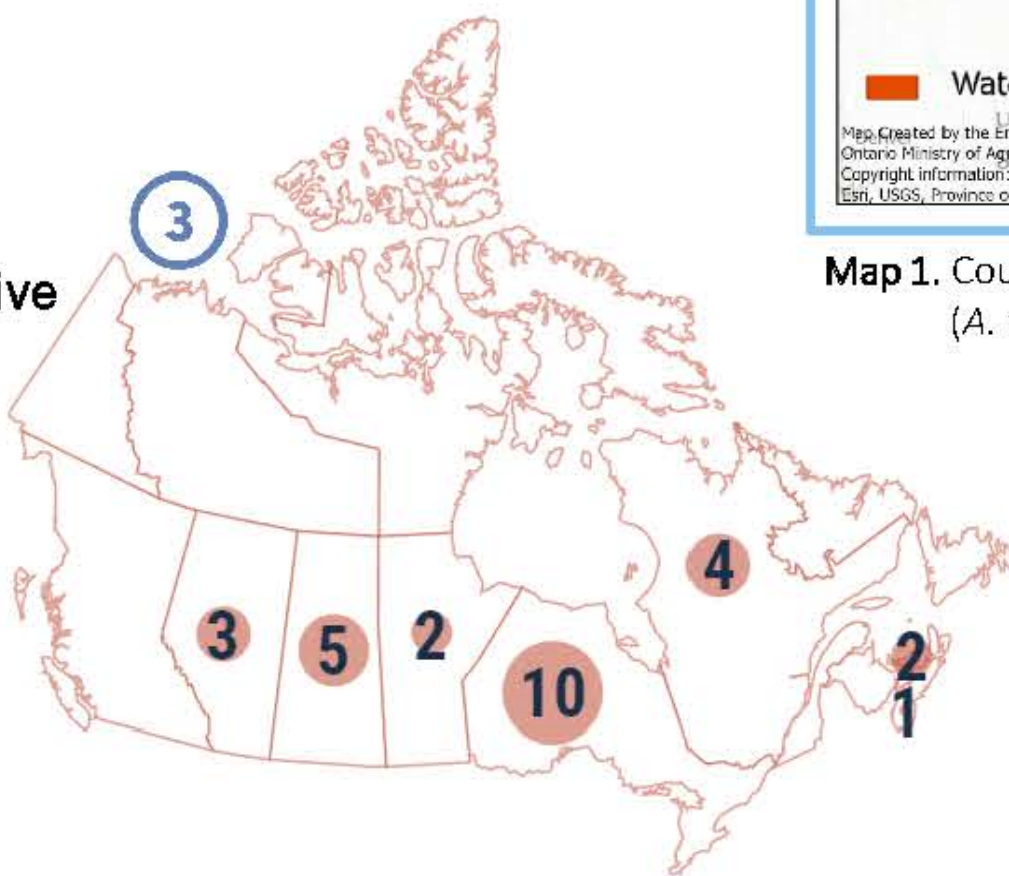 3
ive
3
5
2
10
4
2
1
Wat
Map Created by the
Ontario Ministry of Ag
Copyright information:
Esri, USGS, Province o
Map 1. Cou
(A.